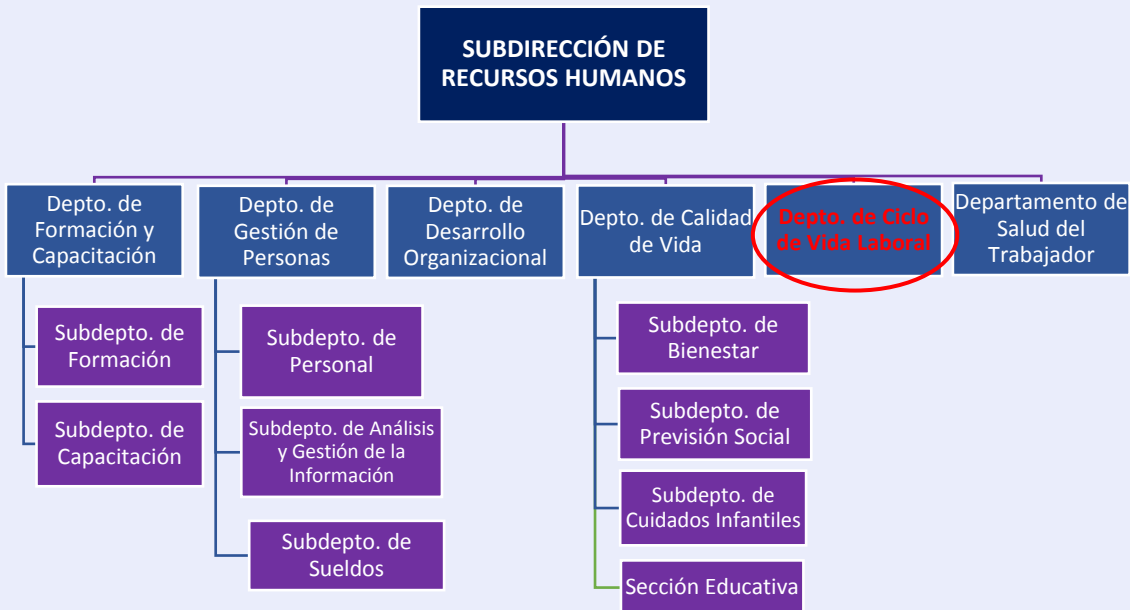 SUBDIRECCIÓN DE
RECURSOS HUMANOS
Depto. de
Formación y
Capacitación
Depto. de
Gestión de
Personas
Depto. de
Desarrollo
Organizacional
Depto. de Calidad
de Vida
Depto. de Ciclo
de Vida Laboral
Departamento de
Salud del
Trabajador
Subdepto. de
Formación
Subdepto. de
Capacitación
Subdepto. de
Personal
Subdepto. de Análisis
y Gestión de la
Información
Subdepto. de
Sueldos
Subdepto. de
Bienestar
Subdepto. de
Previsión Social
Subdepto. de
Cuidados Infantiles
Sección Educativa